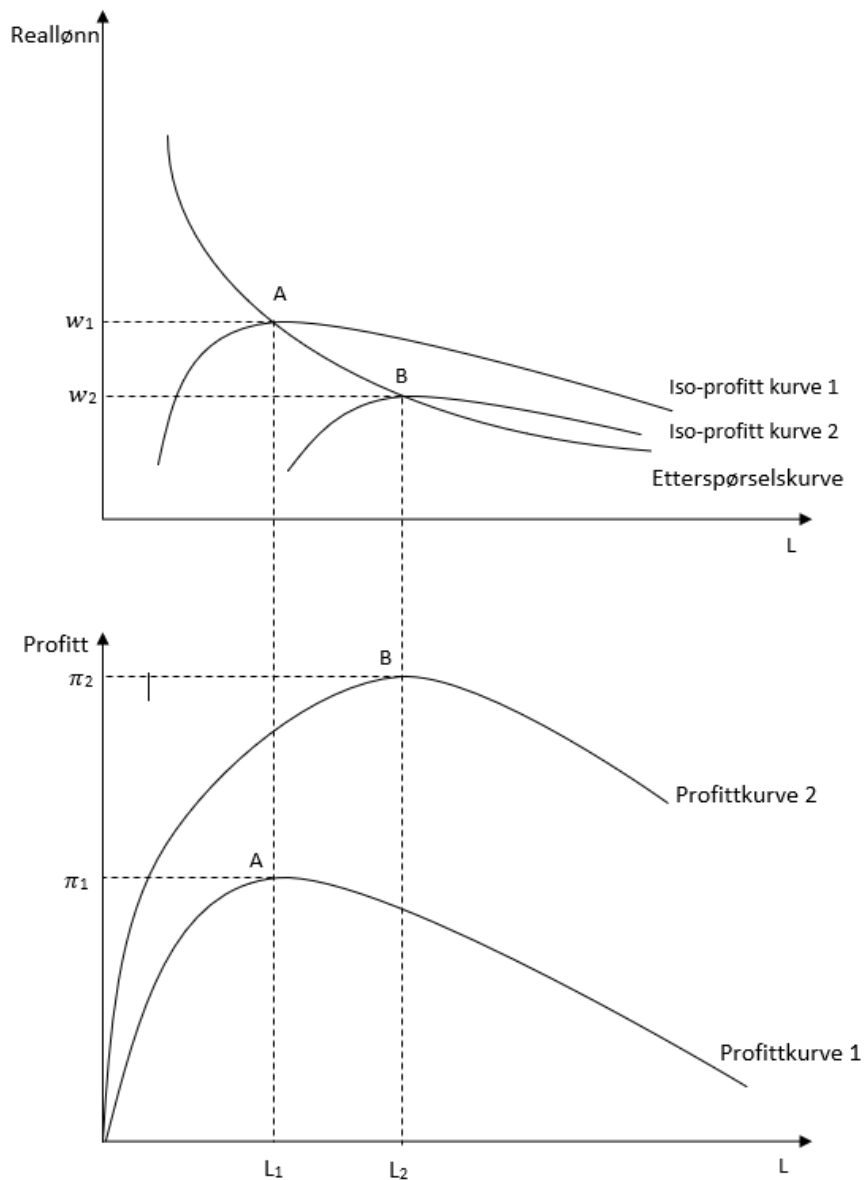 Reallønn
A
w₁
B
w₂
Iso-profitt kurve 1
Iso-profitt kurve 2
Etterspørselskurve
L
Profitt
B
π₂
Profittkurve 2
A
π₁
Profittkurve 1
L₁
L₂
L